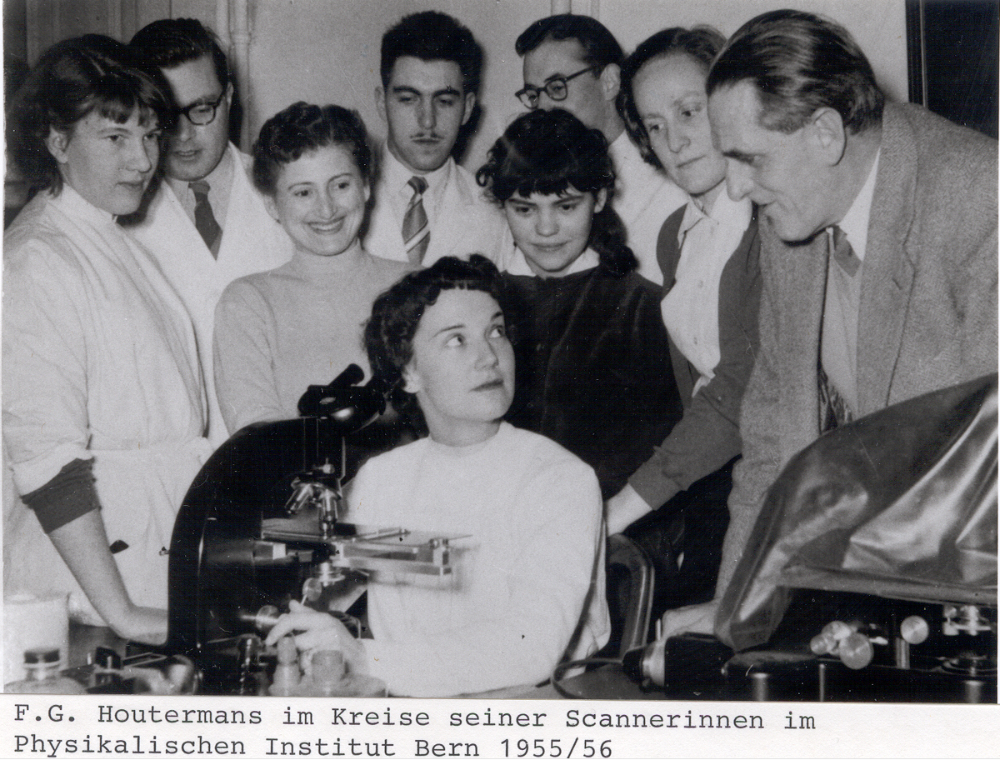 F.G. Houtermans im Kreise seiner Scannerinnen im
Physikalischen Institut Bern 1955/56